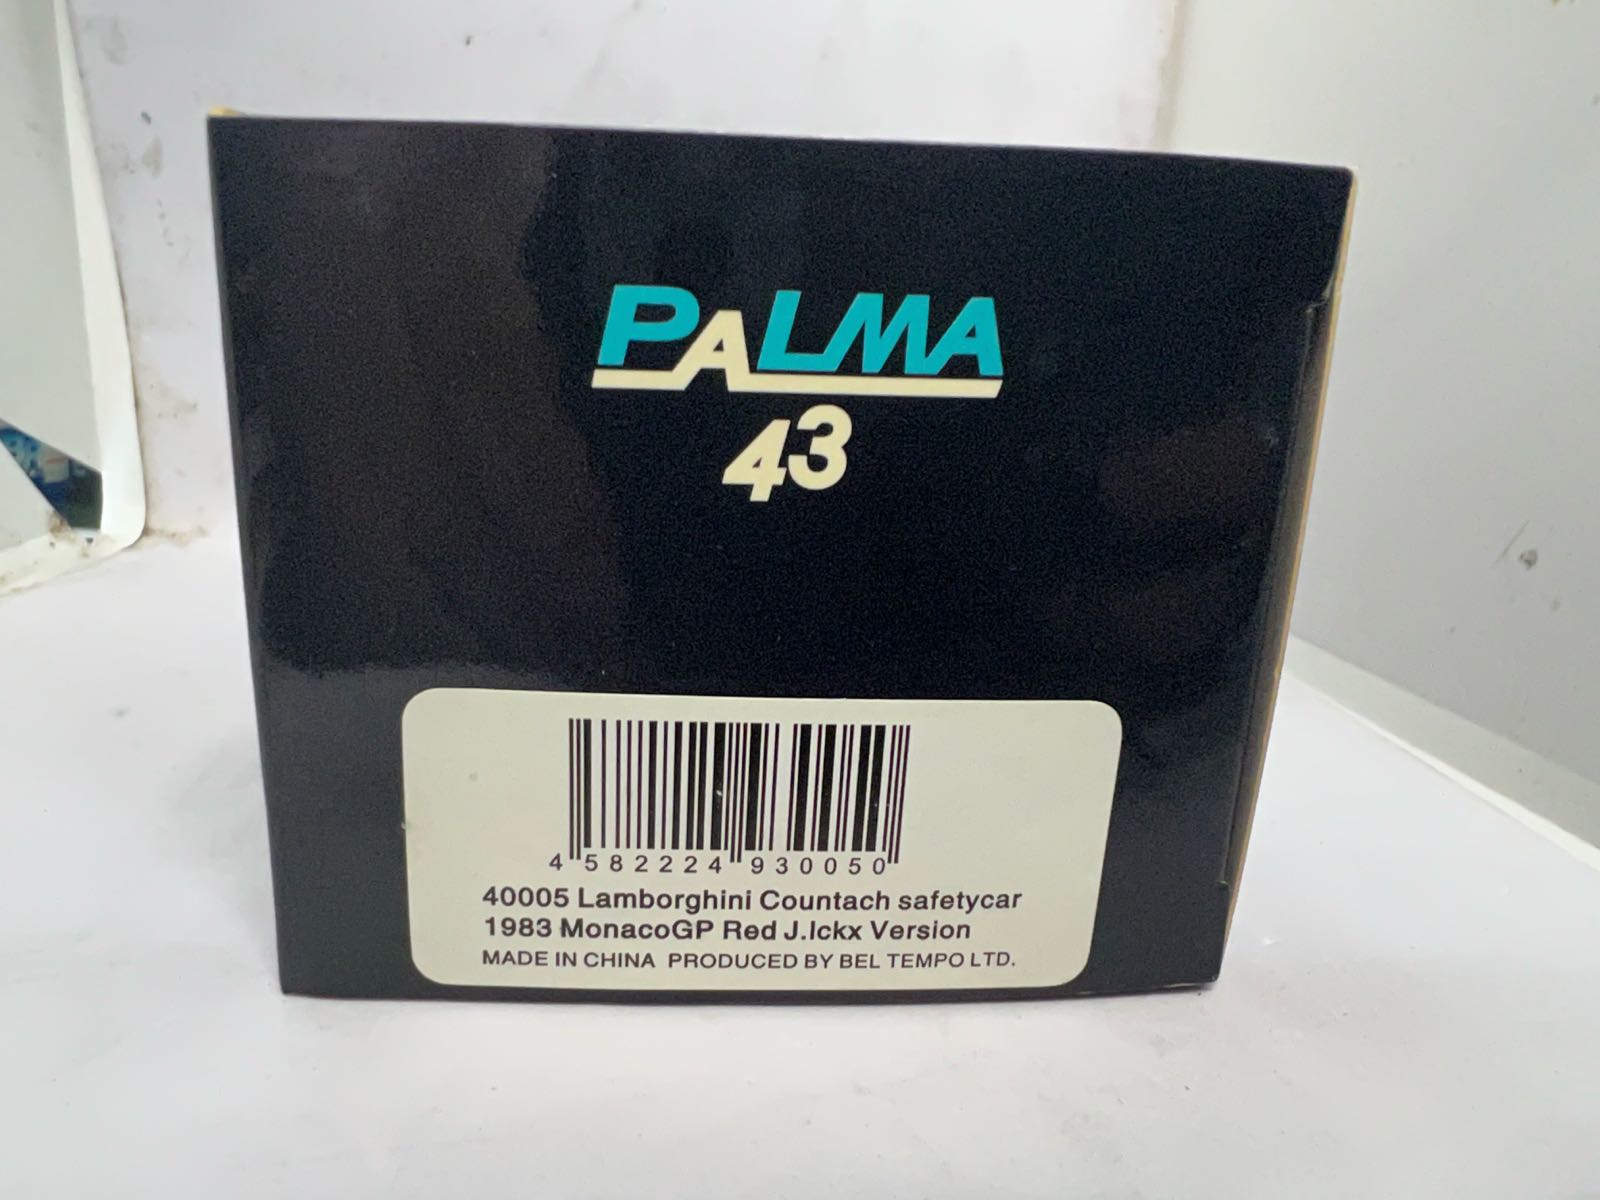 PALMA
43
4 582224 930050
40005 Lamborghini Countach safetycar
1983 MonacoGP Red J.Ickx Version
MADE IN CHINA PRODUCED BY BEL TEMPO LTD.